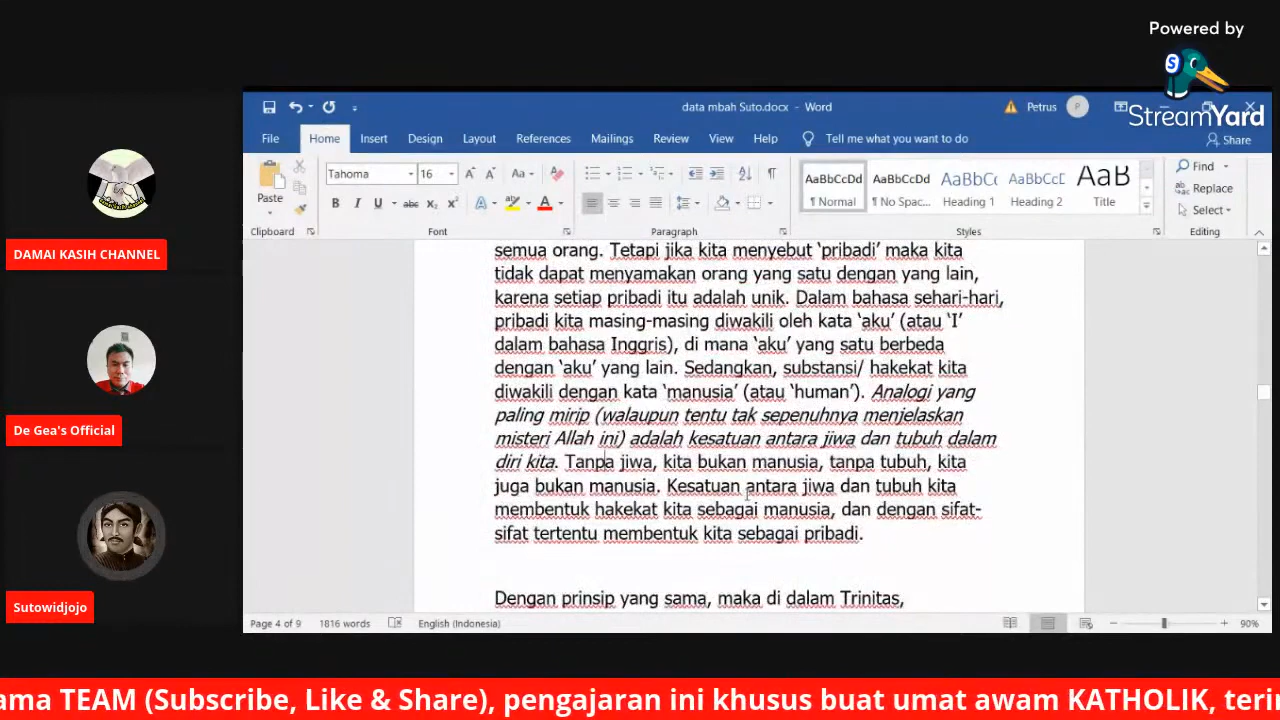 Powered by
S
StreamYard
data mbah Suto.docx - Word
Petrus
P
File Home Insert Design Layout References Mailings Review View Help Tell me what you want to do
Share
Paste
Tahoma 16
Aa
B I U abc x₂ x² A A
Clipboard Font Paragraph Styles Editing
AaBbCcDd AaBbCcDd AaBbCc AaBbCcE AaB
¶ Normal ¶ No Spac... Heading 1 Heading 2 Title
Find
Replace
Select
DAMAI KASIH CHANNEL
De Gea's Official
Sutowidjojo
semua orang. Tetapi jika kita menyebut ‘pribadi’ maka kita
tidak dapat menyamakan orang yang satu dengan yang lain,
karena setiap pribadi itu adalah unik. Dalam bahasa sehari-hari,
pribadi kita masing-masing diwakili oleh kata ‘aku’ (atau ‘I’
dalam bahasa Inggris), di mana ‘aku’ yang satu berbeda
dengan ‘aku’ yang lain. Sedangkan, substansi/ hakekat kita
diwakili dengan kata ‘manusia’ (atau ‘human’). Analogi yang
paling mirip (walaupun tentu tak sepenuhnya menjelaskan
misteri Allah ini) adalah kesatuan antara jiwa dan tubuh dalam
diri kita. Tanpa jiwa, kita bukan manusia, tanpa tubuh, kita
juga bukan manusia. Kesatuan antara jiwa dan tubuh kita
membentuk hakekat kita sebagai manusia, dan dengan sifat-
sifat tertentu membentuk kita sebagai pribadi.
Dengan prinsip yang sama, maka di dalam Trinitas,
Page 4 of 9 1816 words English (Indonesia) 90%
ama TEAM (Subscribe, Like & Share), pengajaran ini khusus buat umat awam KATHOLIK, teri